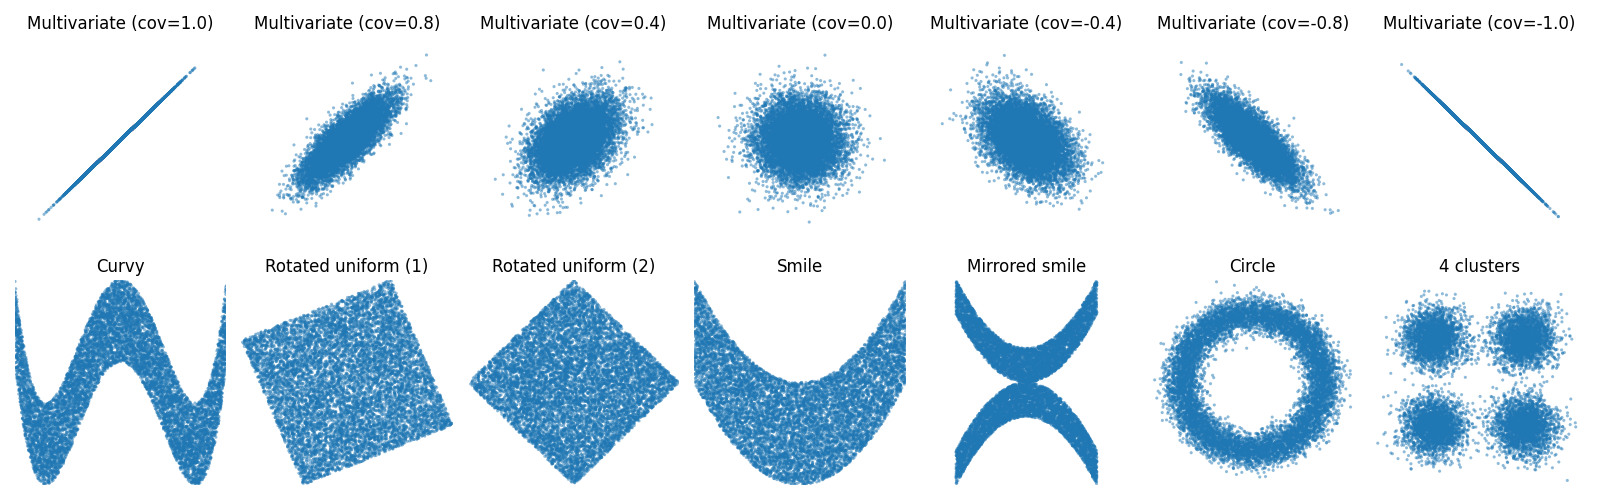 Multivariate (cov=1.0)
Multivariate (cov=0.8)
Multivariate (cov=0.4)
Multivariate (cov=0.0)
Multivariate (cov=-0.4)
Multivariate (cov=-0.8)
Multivariate (cov=-1.0)
Curvy
Rotated uniform (1)
Rotated uniform (2)
Smile
Mirrored smile
Circle
4 clusters